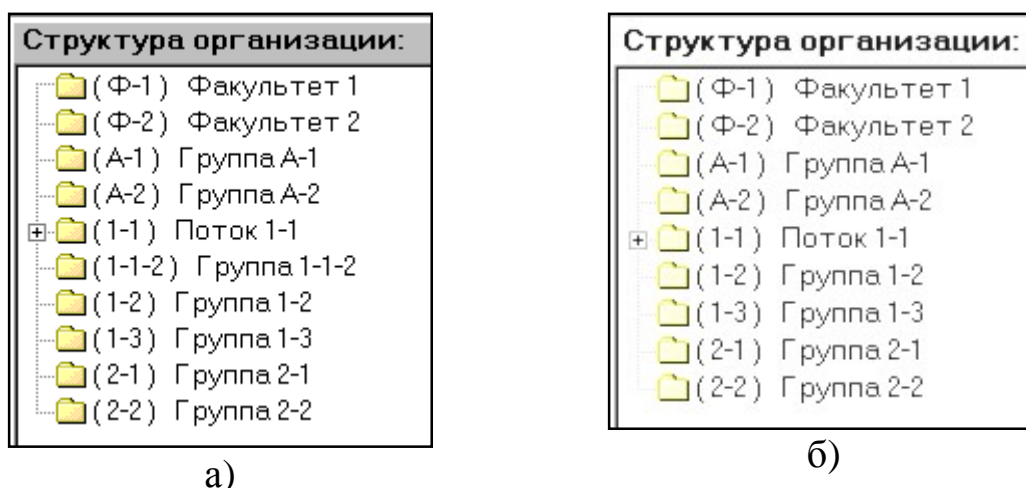 Структура организации:
(Ф-1) Факультет 1
(Ф-2) Факультет 2
(А-1) Группа А-1
(А-2) Группа А-2
(1-1) Поток 1-1
(1-1-2) Группа 1-1-2
(1-2) Группа 1-2
(1-3) Группа 1-3
(2-1) Группа 2-1
(2-2) Группа 2-2
а)
Структура организации:
(Ф-1) Факультет 1
(Ф-2) Факультет 2
(А-1) Группа А-1
(А-2) Группа А-2
(1-1) Поток 1-1
(1-2) Группа 1-2
(1-3) Группа 1-3
(2-1) Группа 2-1
(2-2) Группа 2-2
б)